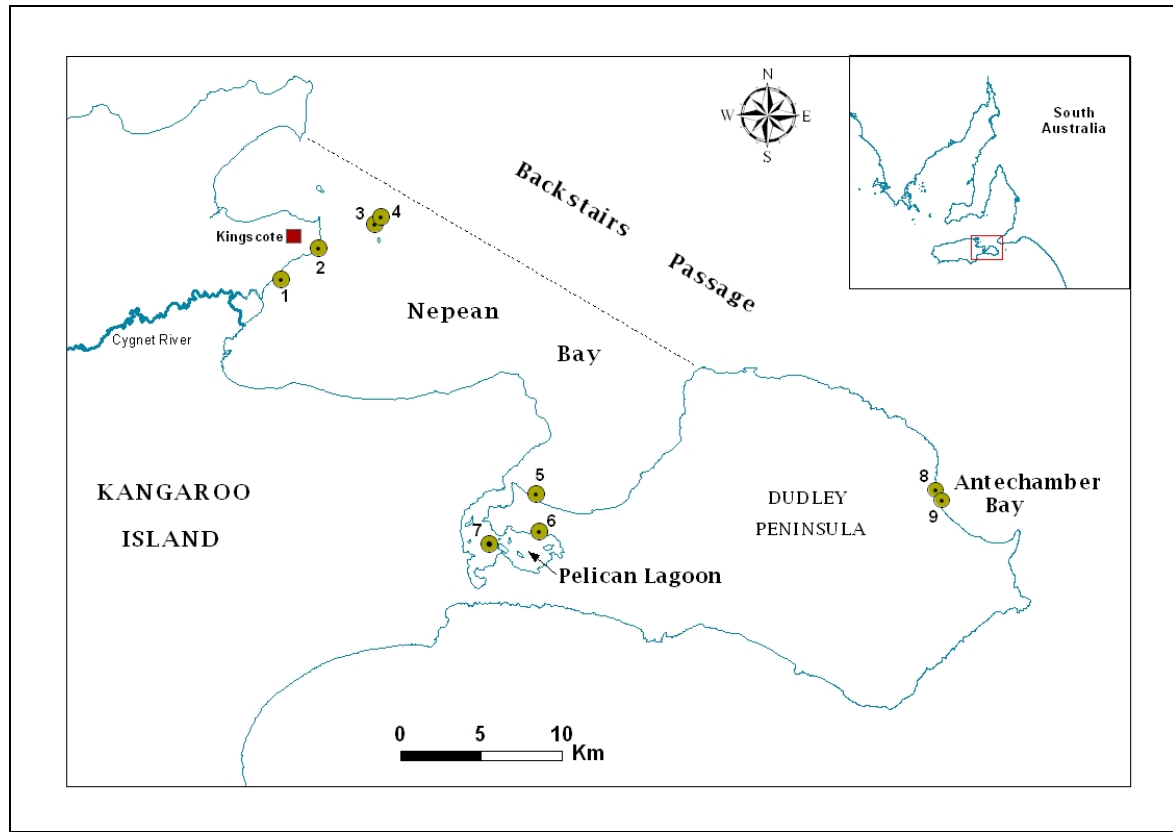 N
W
E
S
South
Australia
Backstairs
Passage
3
4
Kingscote
2
1
Cygnet River
Nepean
Bay
KANGAROO
ISLAND
5
6
7
Pelican Lagoon
DUDLEY
PENINSULA
8
9
Antechamber
Bay
0
5
10
Km